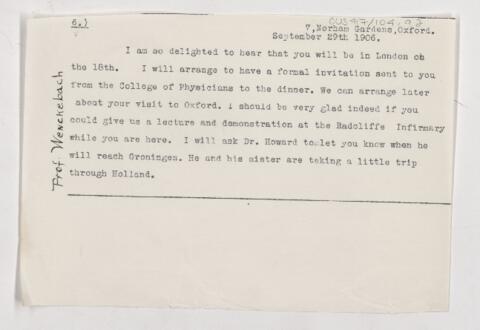 6.)
CUS417/104.92
7,Norham Gardens,Oxford.
September 29th 1906.
I am so delighted to hear that you will be in London on
the 18th. I will arrange to have a formal invitation sent to you
from the College of Physicians to the dinner. We can arrange later
about your visit to Oxford. I should be very glad indeed if you
could give us a lecture and demonstration at the Radcliffe Infirmary
while you are here. I will ask Dr. Howard to let you know when he
will reach Groningen. He and his sister are taking a little trip
through Holland.
Prof Wenckebach